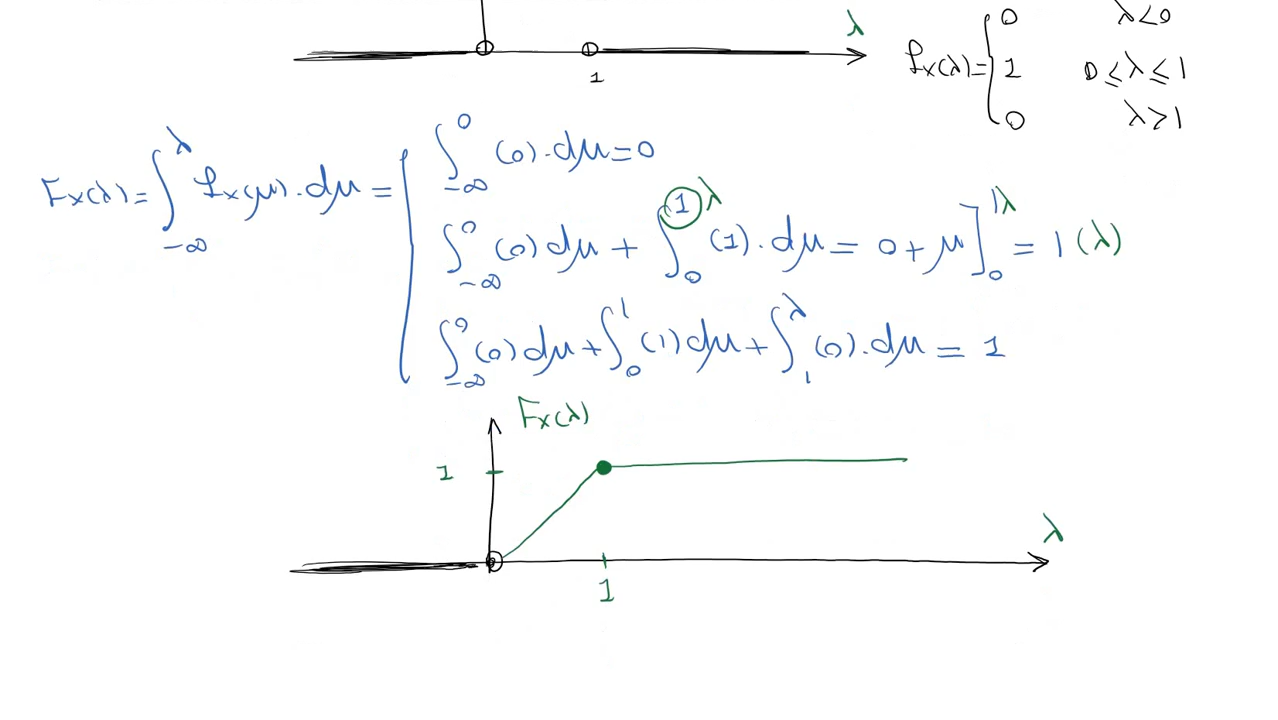 λ
1
fx(λ)= { 0 λ<0
1 0≤λ≤1
0 λ>1
Fx(λ)= ∫_{-∞}^{λ} fx(μ).dμ = { ∫_{-∞}^{0} (0).dμ=0
∫_{-∞}^{0} (0)dμ + ∫_{0}^{1 λ} (1).dμ= 0+μ]_{0}^{1λ} = 1 (λ)
∫_{-∞}^{0} (0)dμ+∫_{0}^{1} (1)dμ+∫_{1}^{λ} (0).dμ = 1
Fx(λ)
1
λ
1